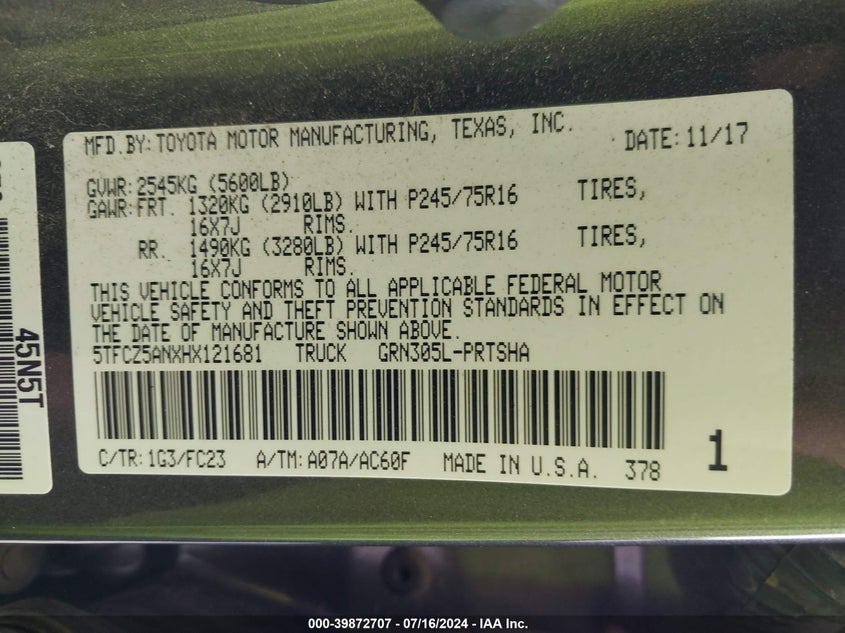 MFD.BY:TOYOTA MOTOR MANUFACTURING, TEXAS, INC. DATE:11/17
GVWR:2545KG (5600LB)
GAWR:FRT. 1320KG (2910LB) WITH P245/75R16 TIRES,
16X7J RIMS.
RR. 1490KG (3280LB) WITH P245/75R16 TIRES,
16X7J RIMS.
THIS VEHICLE CONFORMS TO ALL APPLICABLE FEDERAL MOTOR
VEHICLE SAFETY AND THEFT PREVENTION STANDARDS IN EFFECT ON
THE DATE OF MANUFACTURE SHOWN ABOVE.
5TFCZ5ANXHX121681 TRUCK GRN305L-PRTSHA
C/TR:1G3/FC23 A/TM:A07A/AC60F MADE IN U.S.A. 378 1
45N5T
000-39872707 / 07/16/2024 - IAA Inc.